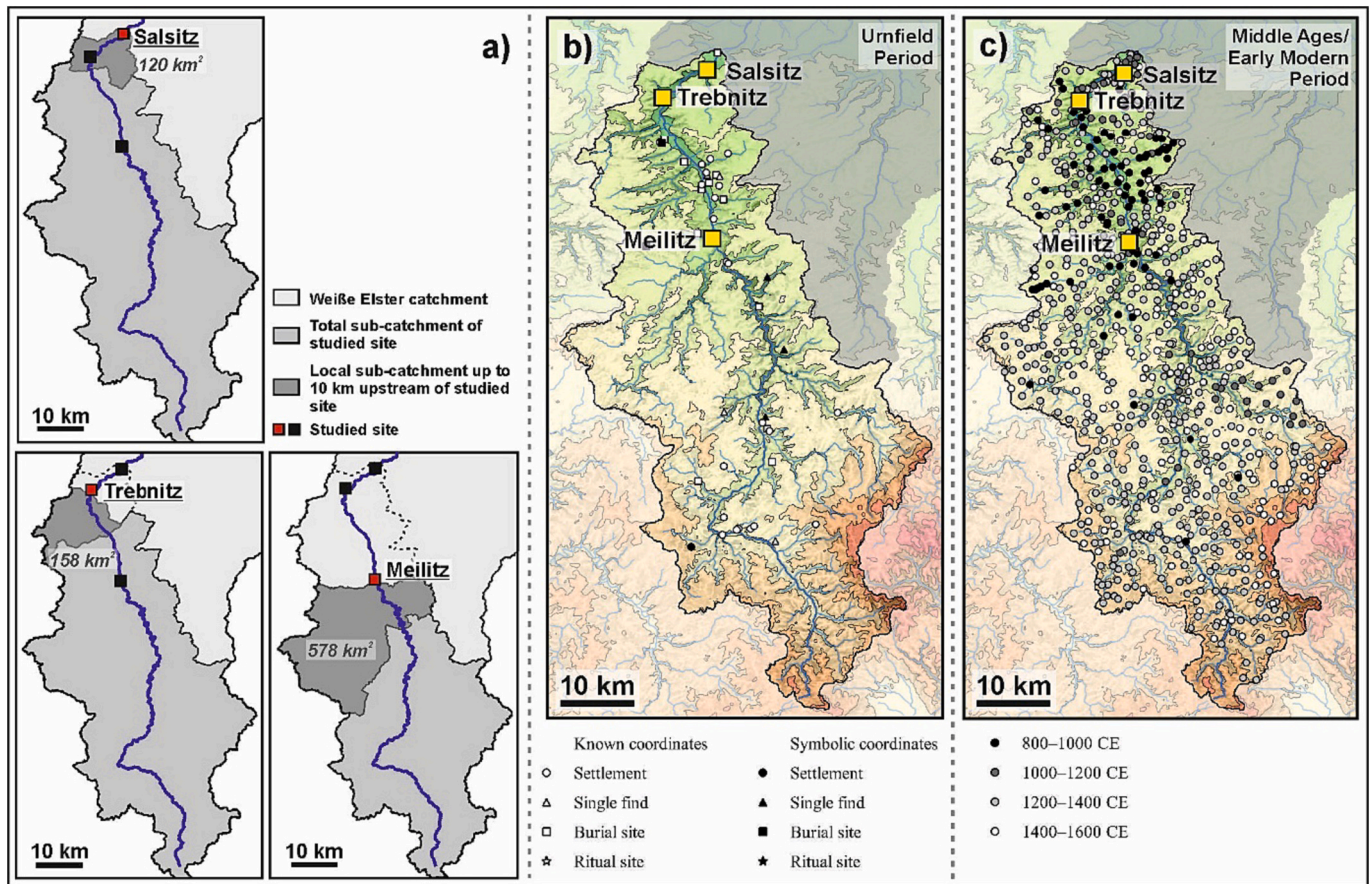 a)
Salsitz
120 km²
Weiße Elster catchment
Total sub-catchment of
studied site
Local sub-catchment up to
10 km upstream of studied
site
Studied site
10 km
Trebnitz
158 km²
10 km
Meilitz
578 km²
10 km
b)
Urnfield
Period
Salsitz
Trebnitz
Meilitz
10 km
Known coordinates
Settlement
Single find
Burial site
Ritual site
Symbolic coordinates
Settlement
Single find
Burial site
Ritual site
c)
Middle Ages/
Early Modern
Period
Salsitz
Trebnitz
Meilitz
10 km
800–1000 CE
1000–1200 CE
1200–1400 CE
1400–1600 CE